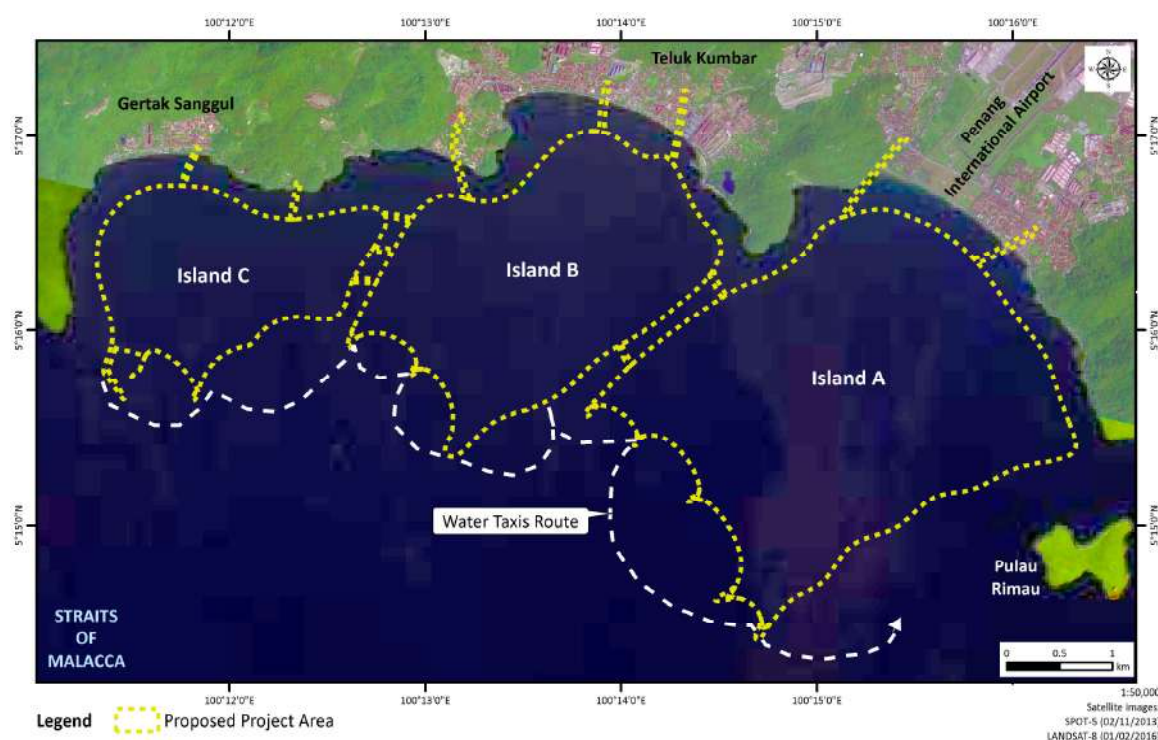 100°12'0"E
100°13'0"E
100°14'0"E
100°15'0"E
100°16'0"E
Teluk Kumbar
Gertak Sanggul
N
W E
S
Penang
International Airport
5°17'0"N
5°17'0"N
Island C
Island B
Island A
5°16'0"N
5°16'0"N
Water Taxis Route
5°15'0"N
5°15'0"N
Pulau
Rimau
STRAITS
OF
MALACCA
0 0.5 1
km
100°12'0"E
100°13'0"E
100°14'0"E
100°15'0"E
100°16'0"E
1:50,000
Legend
Proposed Project Area
Satellite Images
SPOT-5 (02/11/2013)
LANDSAT-8 (01/02/2016)